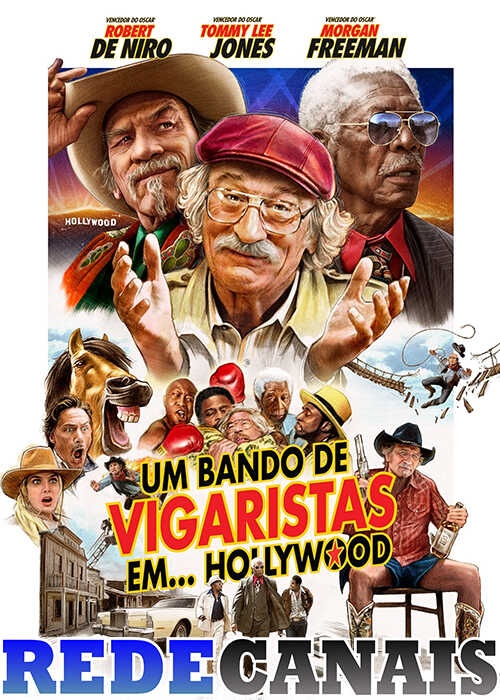 VENCEDOR DO OSCAR® VENCEDOR DO OSCAR® VENCEDOR DO OSCAR®
ROBERT TOMMY LEE MORGAN
DE NIRO JONES FREEMAN
HOLLYWOOD
UM BANDO DE
VIGARISTAS
EM... HOLLYWOOD
REDECANAIS